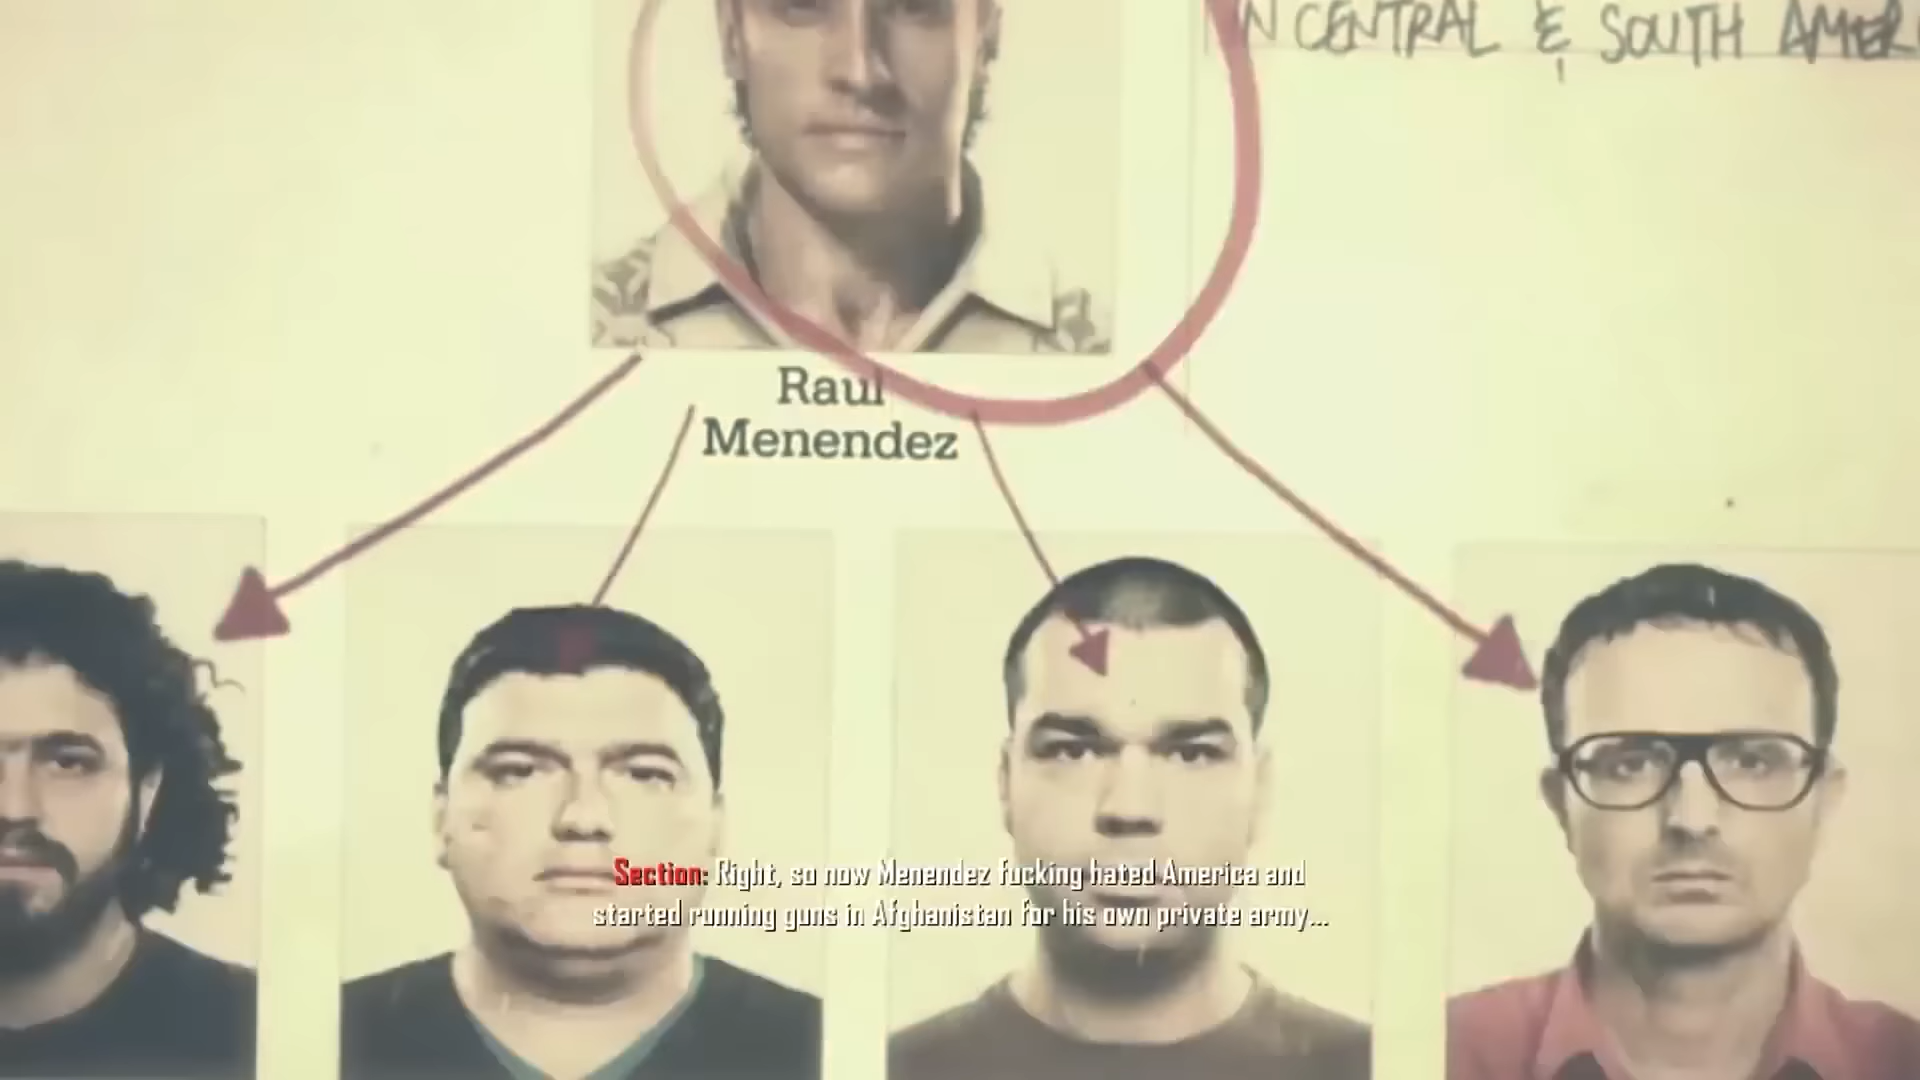 N CENTRAL & SOUTH AMER
Raul
Menendez
Section: Right, so now Menendez fucking hated America and
started running guns in Afghanistan for his own private army...